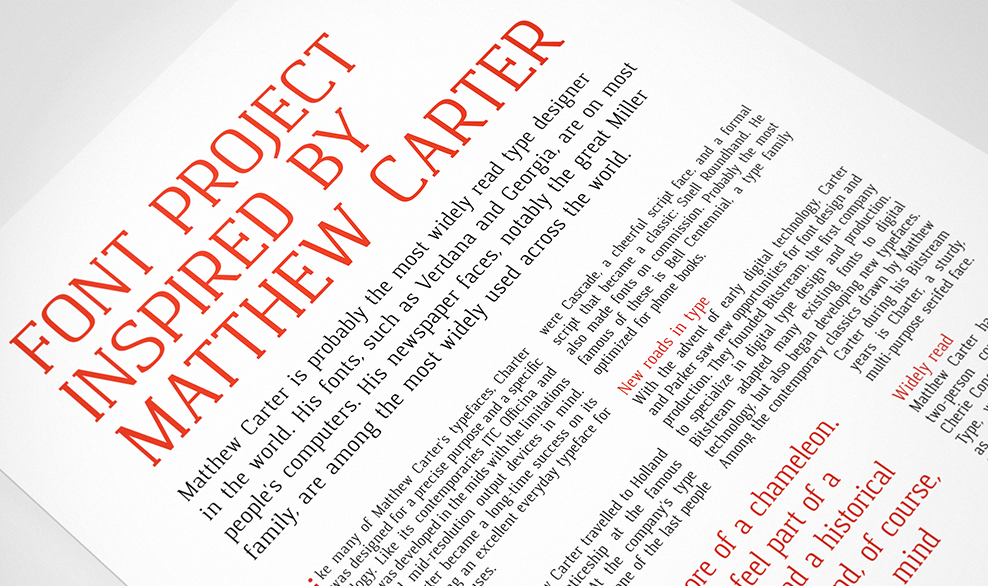 FONT PROJECT
INSPIRED BY
MATTHEW CARTER
Matthew Carter is probably the most widely read type designer
in the world. His fonts, such as Verdana and Georgia, are on most
people's computers. His newspaper faces, notably the great Miller
family, are among the most widely used across the world.
ke many of Matthew Carter's typefaces, Charter
was designed for a precise purpose and a specific
logy. Like its contemporaries ITC Officina and
was developed in the mids with the limitations
mid-resolution output devices in mind.
ter became a long-time success on its
ng an excellent everyday typeface for
uses.
were Cascade, a cheerful script face, and a formal
script that became a classic: Snell Roundhand. He
also made fonts on commission. Probably the most
famous of these is Bell Centennial, a type family
optimized for phone books.
New roads in type
With the advent of early digital technology, Carter
and Parker saw new opportunities for font design and
production. They founded Bitstream, the first company
to specialize in digital type design and production.
Bitstream adapted many existing fonts to digital
technology, but also began developing new typefaces.
Among the contemporary classics drawn by Matthew
Carter during his Bitstream
years is Charter, a sturdy,
multi-purpose serifed face.
Widely read
Matthew Carter ha
two-person co
Cherie Con
Type, w
as
y Carter travelled to Holland
ticeship at the famous
At the company's type
one of the last people
ore of a chameleon.
feel part of a
nd a historical
nd, of course,
mind